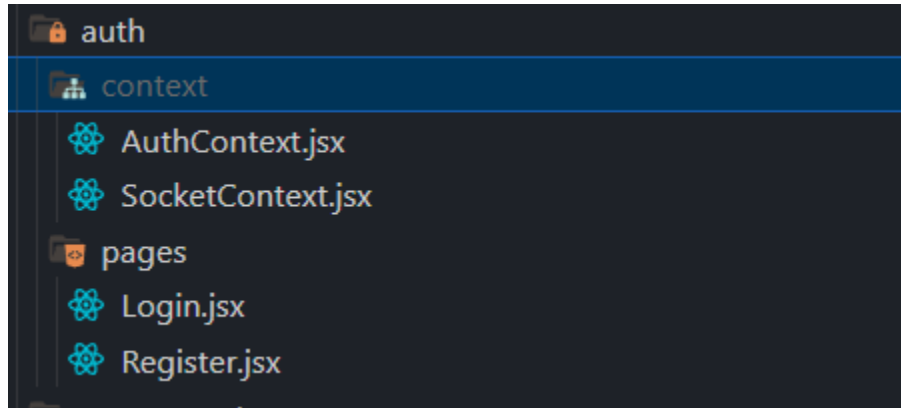 auth
context
AuthContext.jsx
SocketContext.jsx
pages
Login.jsx
Register.jsx